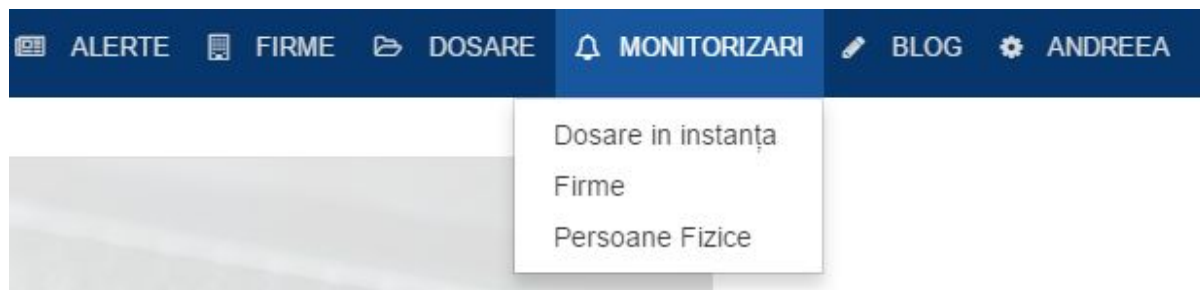 ALERTE FIRME DOSARE MONITORIZARI BLOG ANDREEA
Dosare in instanța
Firme
Persoane Fizice